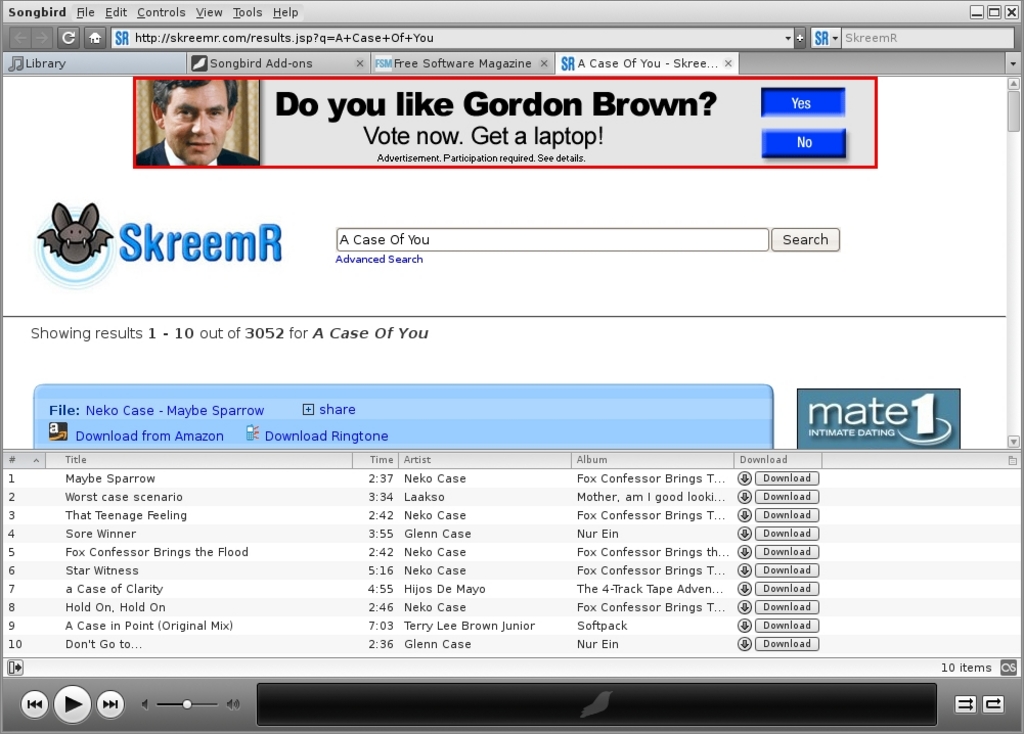 Songbird File Edit Controls View Tools Help
SR http://skreemr.com/results.jsp?q=A+Case+Of+You SR SkreemR
Library Songbird Add-ons FSM Free Software Magazine SR A Case Of You - Skree...
Do you like Gordon Brown? Yes
Vote now. Get a laptop! No
Advertisement. Participation required. See details.
SkreemR A Case Of You Search
Advanced Search
Showing results 1 - 10 out of 3052 for A Case Of You
File: Neko Case - Maybe Sparrow share
Download from Amazon Download Ringtone
mate1
INTIMATE DATING
# Title Time Artist Album Download
1 Maybe Sparrow 2:37 Neko Case Fox Confessor Brings T... Download
2 Worst case scenario 3:34 Laakso Mother, am I good looki... Download
3 That Teenage Feeling 2:42 Neko Case Fox Confessor Brings T... Download
4 Sore Winner 3:55 Glenn Case Nur Ein Download
5 Fox Confessor Brings the Flood 2:42 Neko Case Fox Confessor Brings th... Download
6 Star Witness 5:16 Neko Case Fox Confessor Brings T... Download
7 a Case of Clarity 4:55 Hijos De Mayo The 4-Track Tape Adven... Download
8 Hold On, Hold On 2:46 Neko Case Fox Confessor Brings T... Download
9 A Case in Point (Original Mix) 7:03 Terry Lee Brown Junior Softpack Download
10 Don't Go to... 2:36 Glenn Case Nur Ein Download
10 items